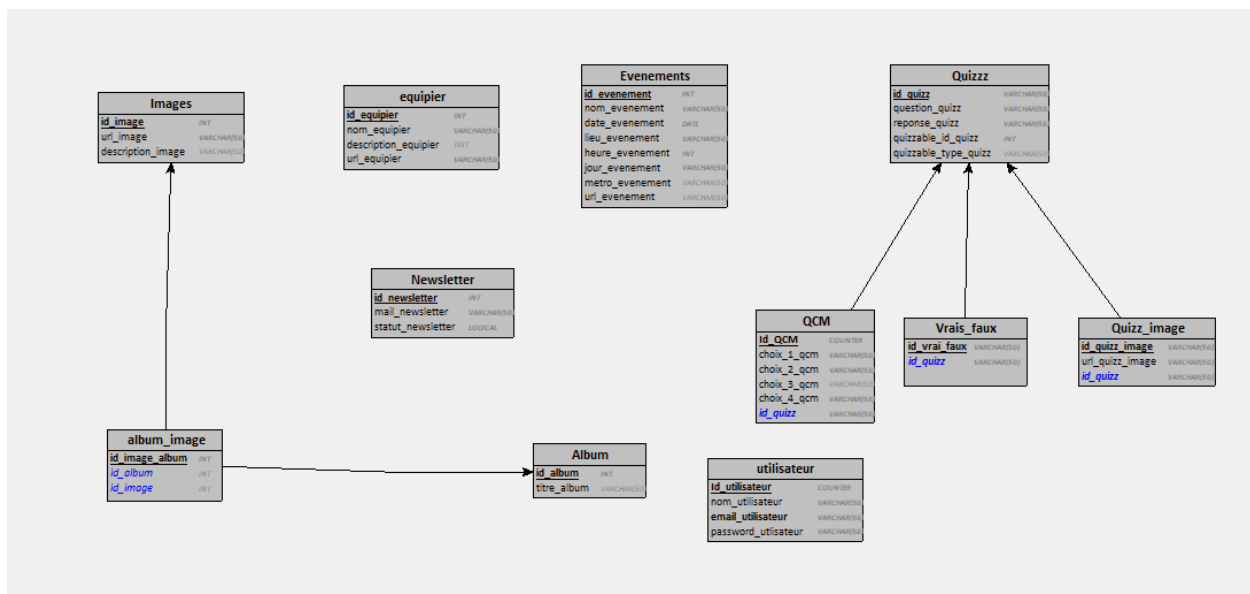 Images
id_image INT
url_image VARCHAR(50)
description_image VARCHAR(50)
equipier
id_equipier INT
nom_equipier VARCHAR(50)
description_equipier TEXT
url_equipier VARCHAR(50)
Evenements
id_evenement INT
nom_evenement VARCHAR(50)
date_evenement DATE
lieu_evenement VARCHAR(50)
heure_evenement INT
jour_evenement VARCHAR(50)
metro_evenement VARCHAR(50)
url_evenement VARCHAR(50)
Quizzz
id_quizz VARCHAR(50)
question_quizz VARCHAR(50)
reponse_quizz VARCHAR(50)
quizzable_id_quizz INT
quizzable_type_quizz VARCHAR(50)
Newsletter
id_newsletter INT
mail_newsletter VARCHAR(50)
statut_newsletter LOGICAL
QCM
Id_QCM COUNTER
choix_1_qcm VARCHAR(50)
choix_2_qcm VARCHAR(50)
choix_3_qcm VARCHAR(50)
choix_4_qcm VARCHAR(50)
id_quizz VARCHAR(50)
Vrais_faux
id_vrai_faux VARCHAR(50)
id_quizz VARCHAR(50)
Quizz_image
id_quizz_image VARCHAR(50)
url_quizz_image VARCHAR(50)
id_quizz VARCHAR(50)
album_image
id_image_album INT
id_album INT
id_image INT
Album
id_album INT
titre_album VARCHAR(50)
utilisateur
Id_utilisateur COUNTER
nom_utilisateur VARCHAR(50)
email_utilisateur VARCHAR(50)
password_utlisateur VARCHAR(50)